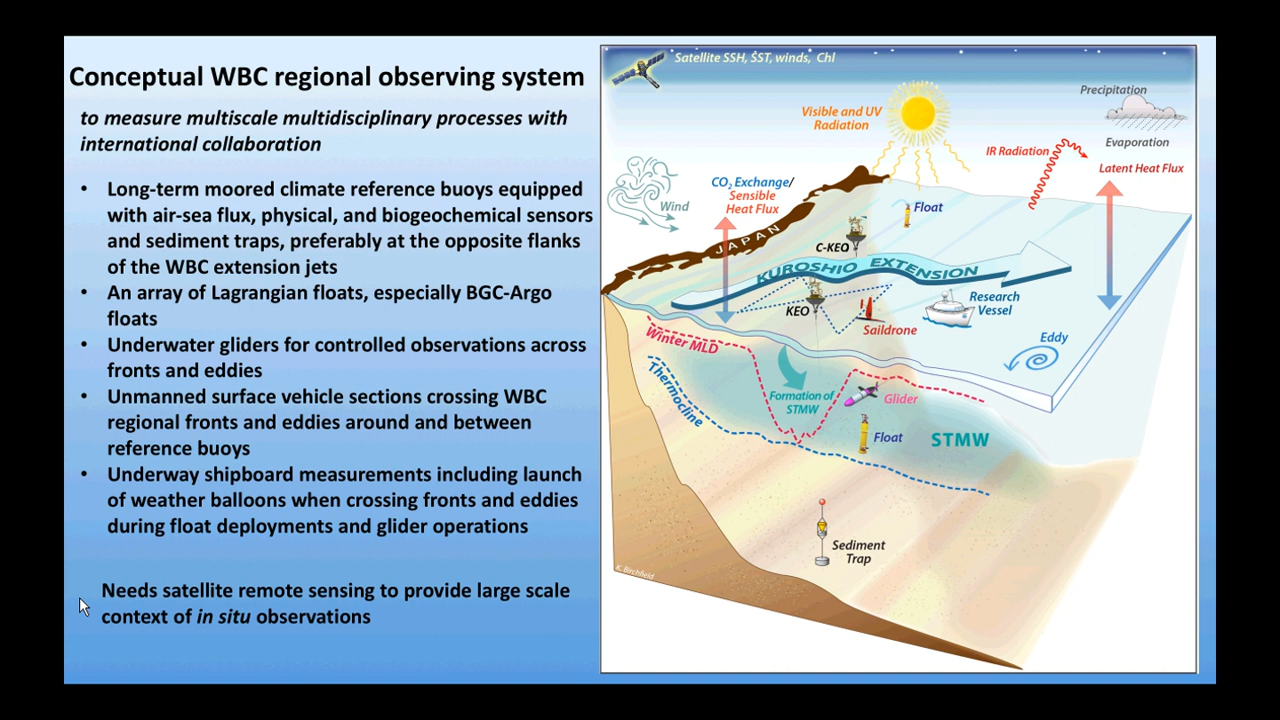 Conceptual WBC regional observing system
to measure multiscale multidisciplinary processes with
international collaboration
• Long-term moored climate reference buoys equipped
with air-sea flux, physical, and biogeochemical sensors
and sediment traps, preferably at the opposite flanks
of the WBC extension jets
• An array of Lagrangian floats, especially BGC-Argo
floats
• Underwater gliders for controlled observations across
fronts and eddies
• Unmanned surface vehicle sections crossing WBC
regional fronts and eddies around and between
reference buoys
• Underway shipboard measurements including launch
of weather balloons when crossing fronts and eddies
during float deployments and glider operations
Needs satellite remote sensing to provide large scale
context of in situ observations
Satellite SSH, SST, winds, Chl
Visible and UV
Radiation
Precipitation
Evaporation
IR Radiation
Latent Heat Flux
CO₂ Exchange/
Sensible
Heat Flux
Wind
Float
JAPAN
C-KEO
KUROSHIO EXTENSION
KEO
Research
Vessel
Saildrone
Eddy
Winter MLD
Thermocline
Formation of
STMW
Glider
Float
STMW
Sediment
Trap
K. Birchfield